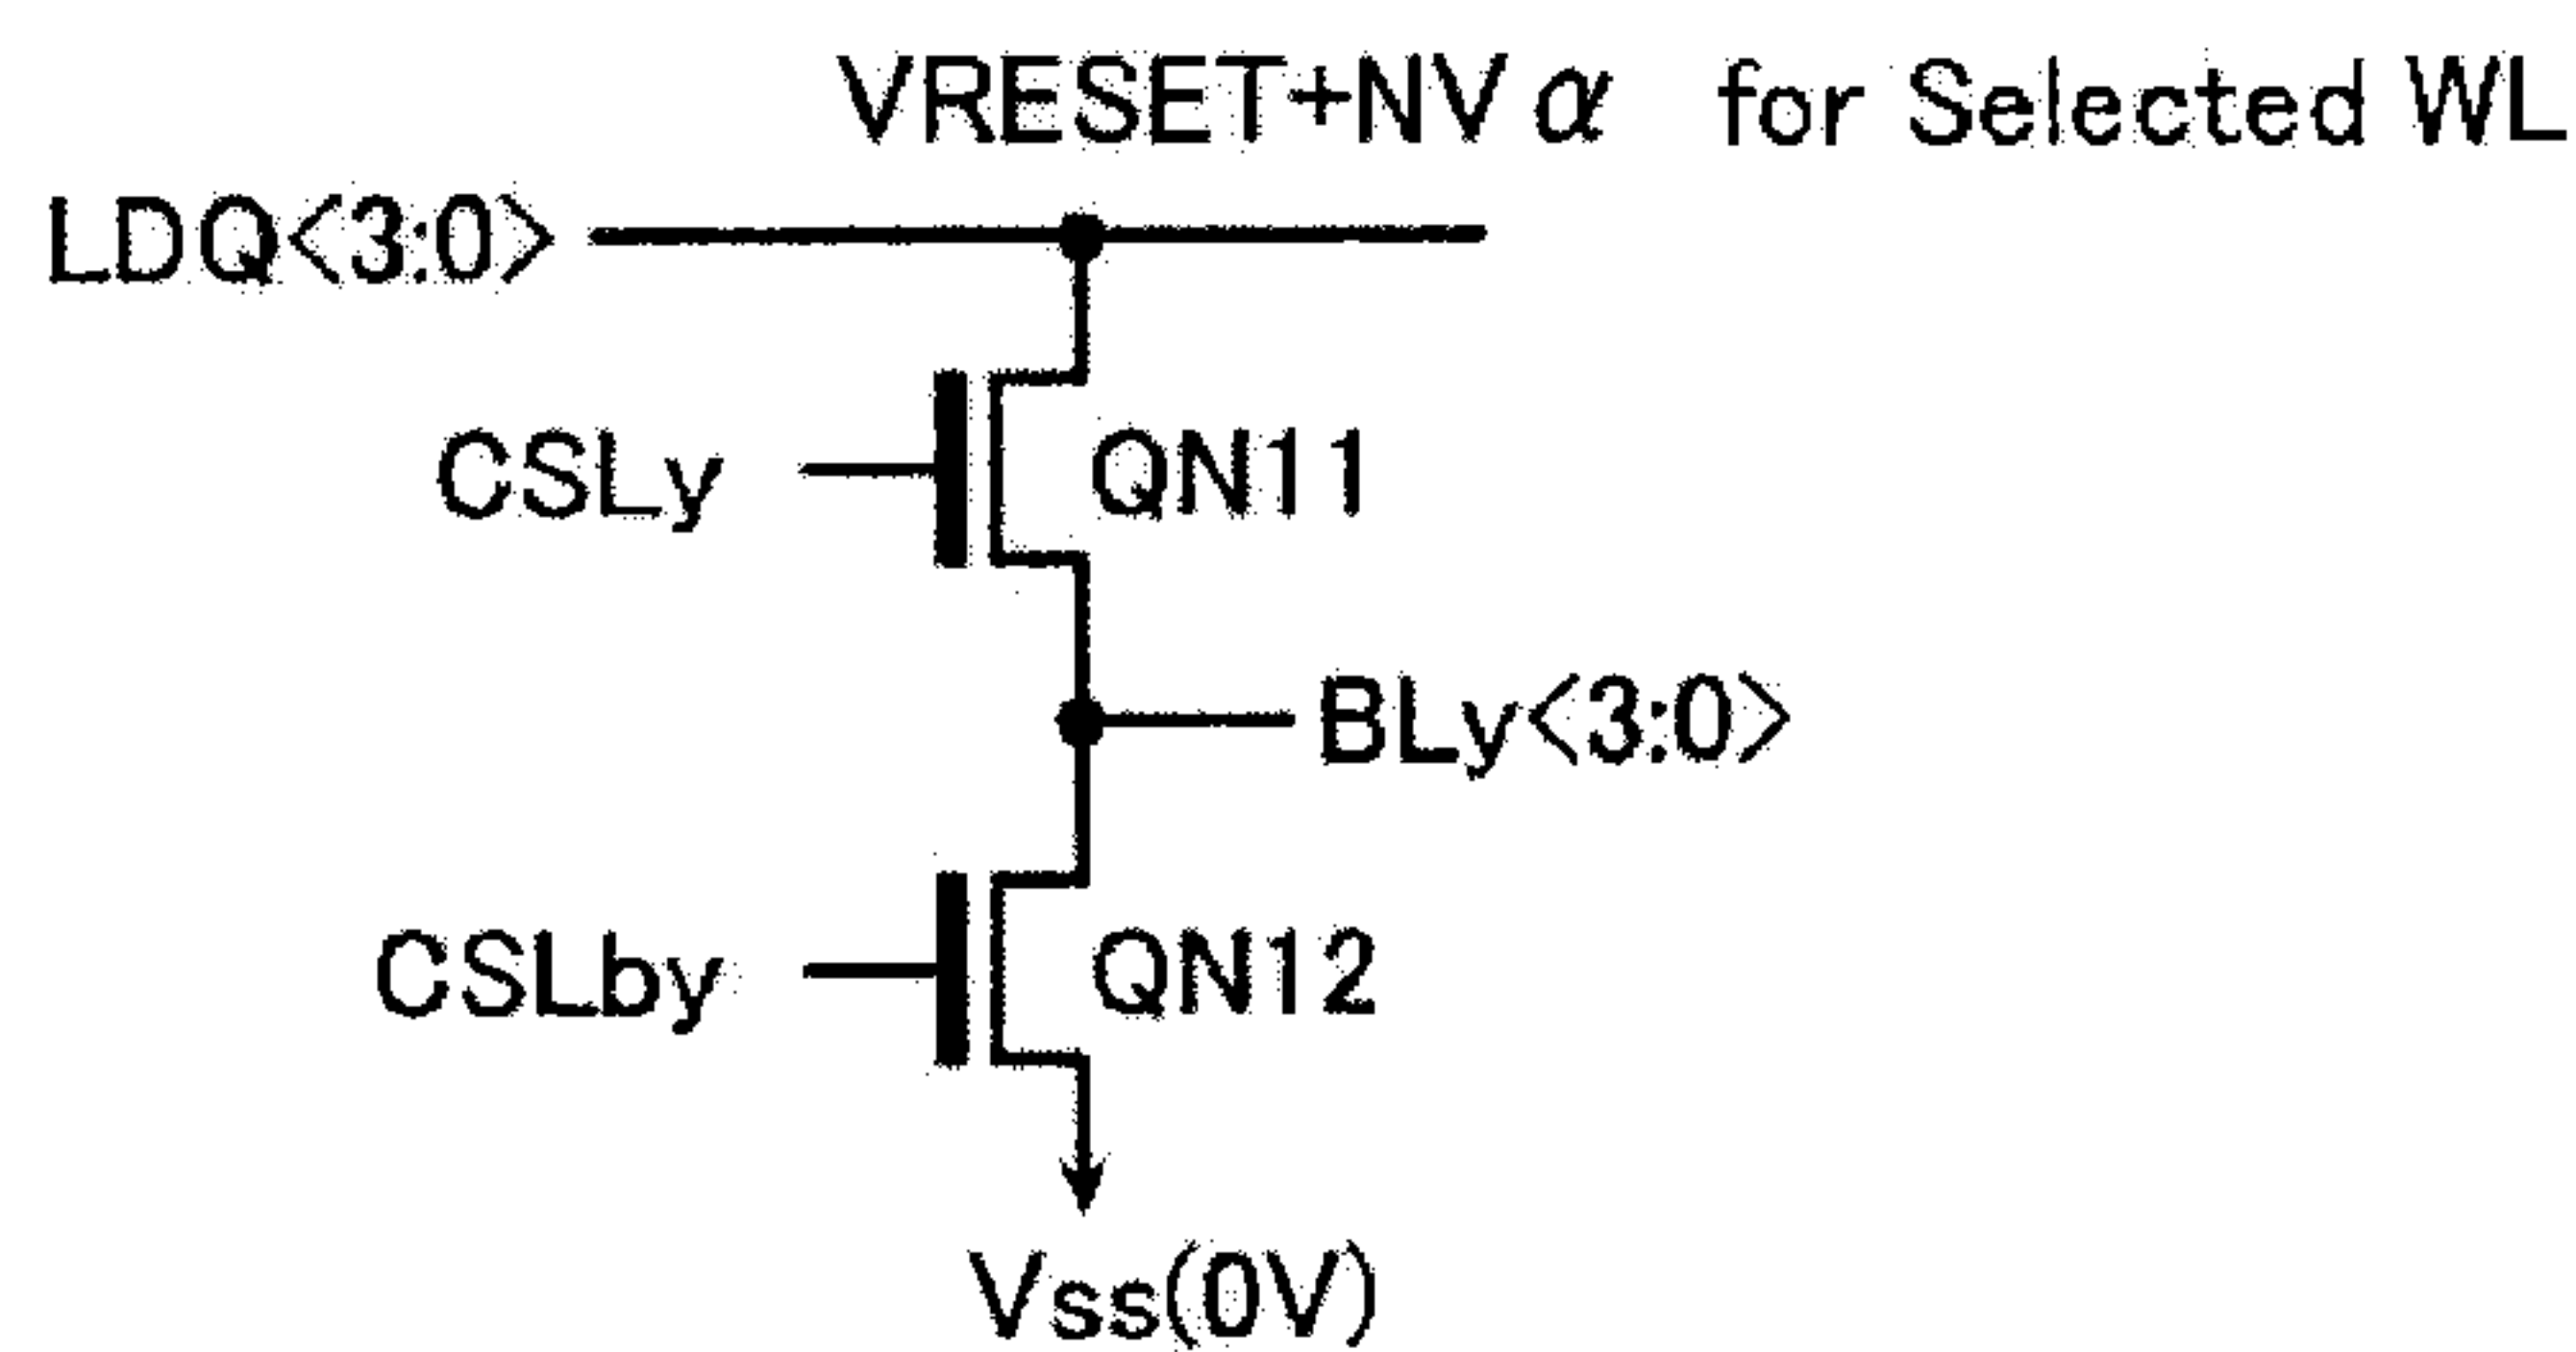 VRESET+NVα for Selected WL
LDQ<3:0>
CSLy
QN11
BLy<3:0>
CSLby
QN12
Vss(0V)